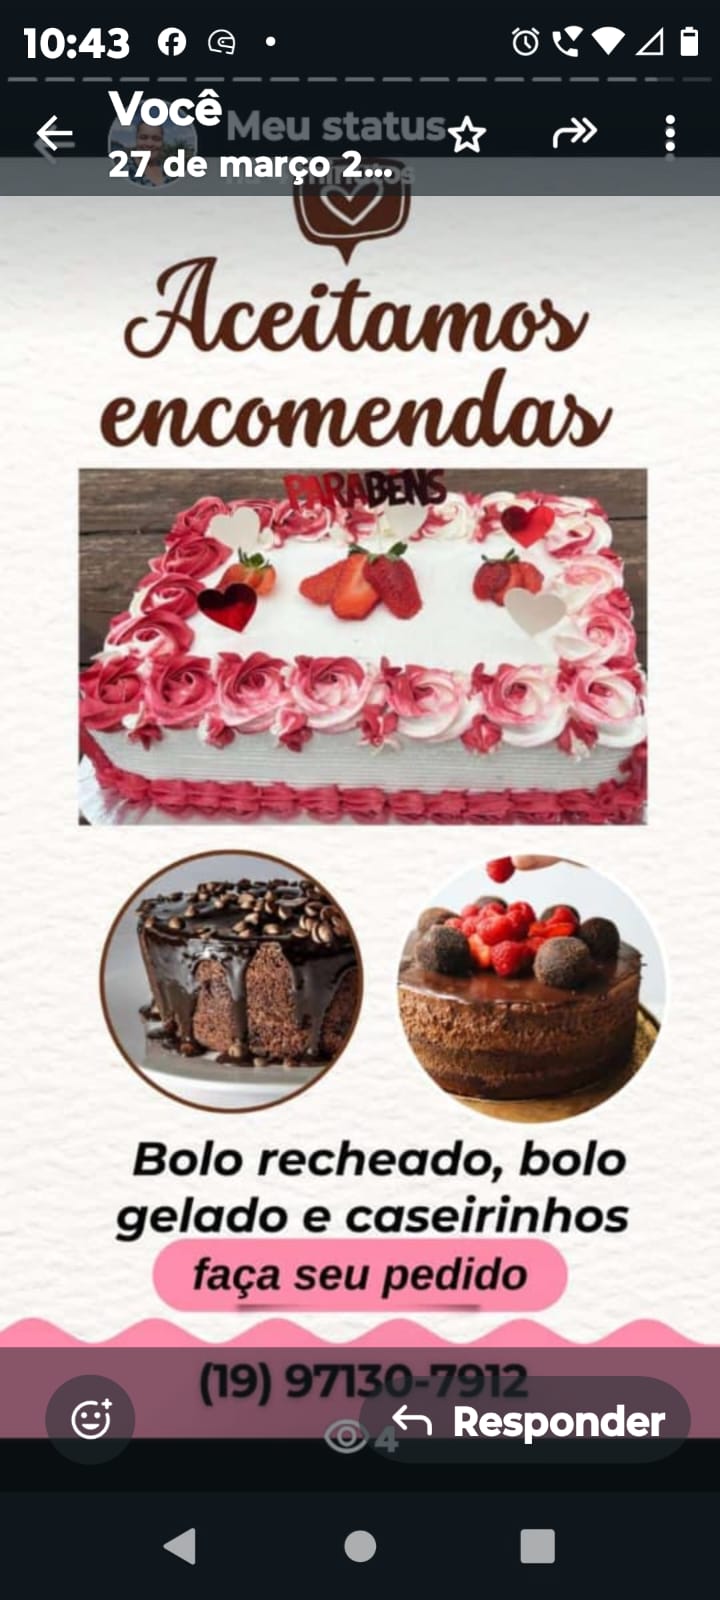 10:43
Você
Meu status
27 de março 2...
minutos
Aceitamos
encomendas
PARABÉNS
Bolo recheado, bolo
gelado e caseirinhos
faça seu pedido
(19) 97130-7912
4
Responder